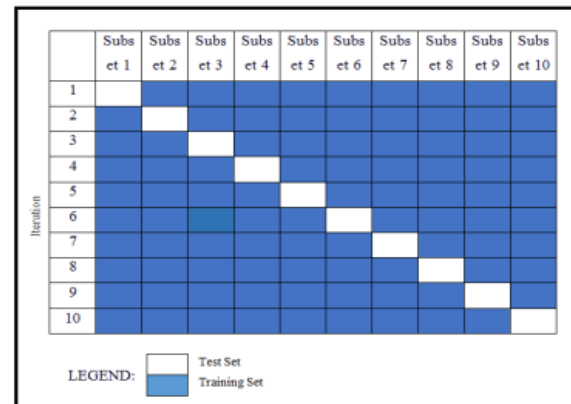 Subs Subs Subs Subs Subs Subs Subs Subs Subs Subs
et 1 et 2 et 3 et 4 et 5 et 6 et 7 et 8 et 9 et 10
1
2
3
4
5
Iteration
6
7
8
9
10
LEGEND:
Test Set
Training Set